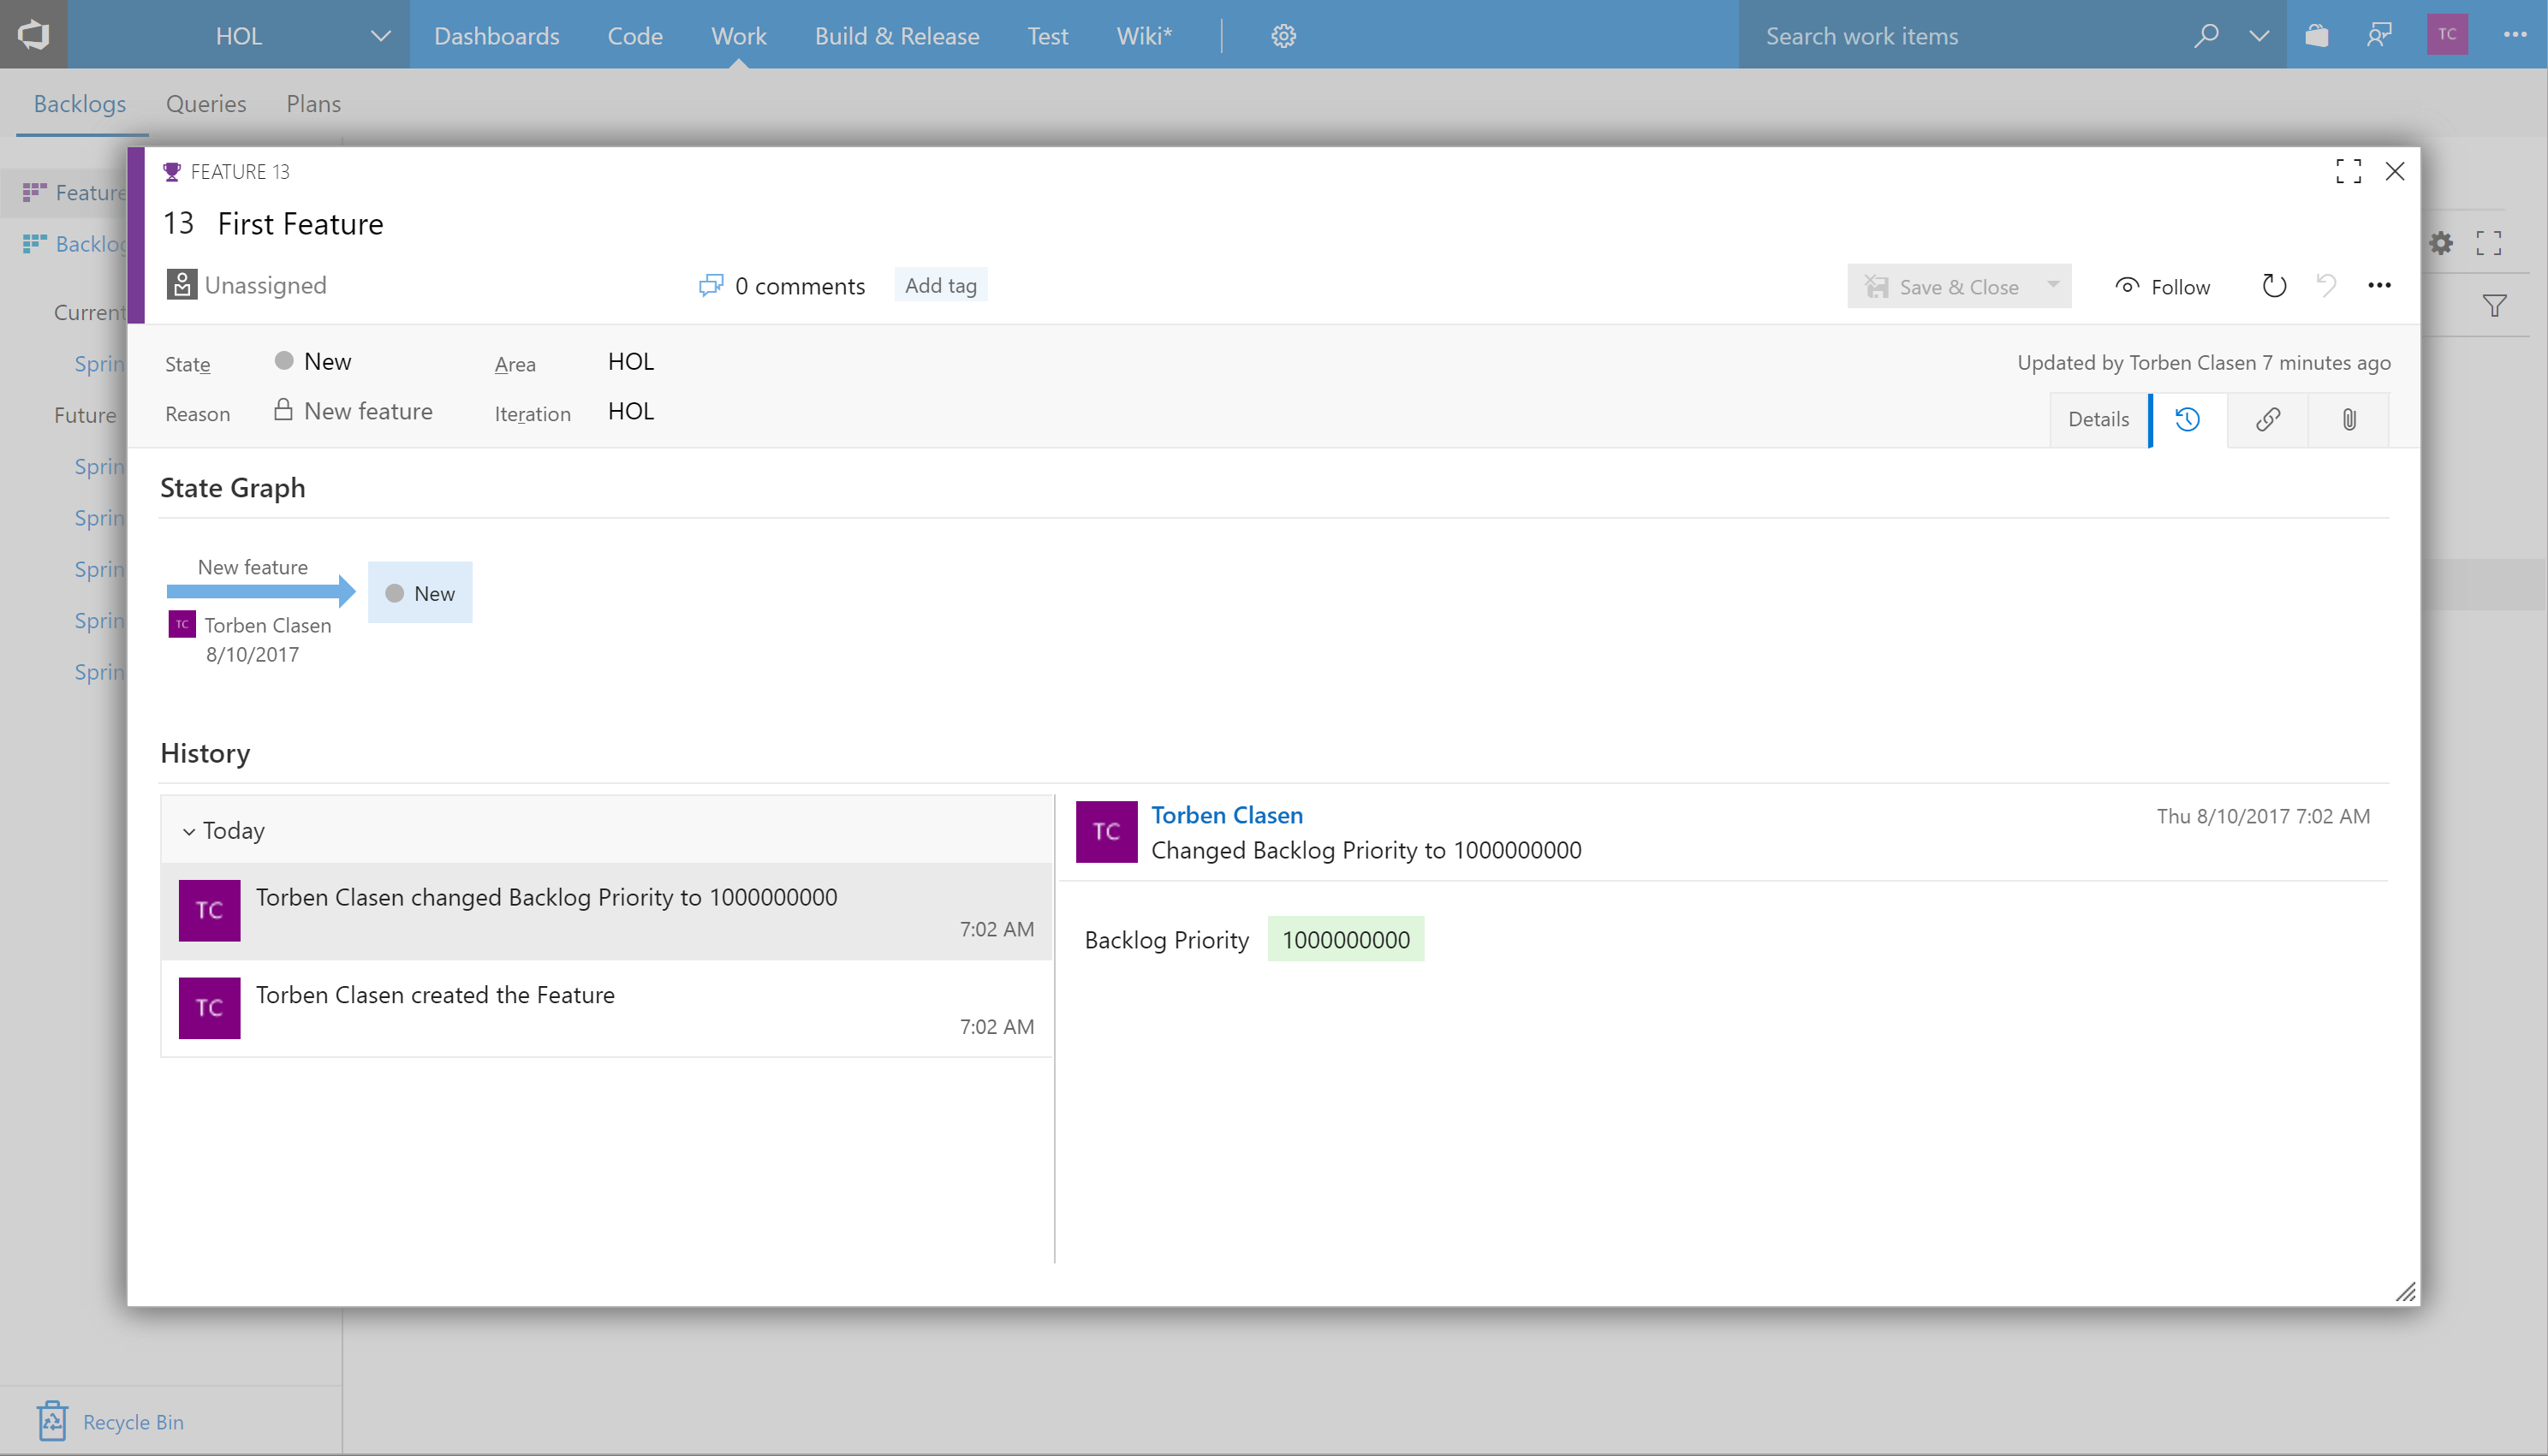 HOL Dashboards Code Work Build & Release Test Wiki* Search work items TC
Backlogs Queries Plans
FEATURE 13
Feature
13 First Feature
Backlog
Unassigned 0 comments Add tag Save & Close Follow
Current
State New Area HOL Updated by Torben Clasen 7 minutes ago
Sprin
Reason New feature Iteration HOL Details
Future
Sprin
State Graph
Sprin
New feature
Sprin
New
TC Torben Clasen
Sprin
8/10/2017
Sprin
History
Today
Torben Clasen Thu 8/10/2017 7:02 AM
TC
Changed Backlog Priority to 1000000000
TC Torben Clasen changed Backlog Priority to 1000000000
7:02 AM
Backlog Priority 1000000000
TC Torben Clasen created the Feature
7:02 AM
Recycle Bin